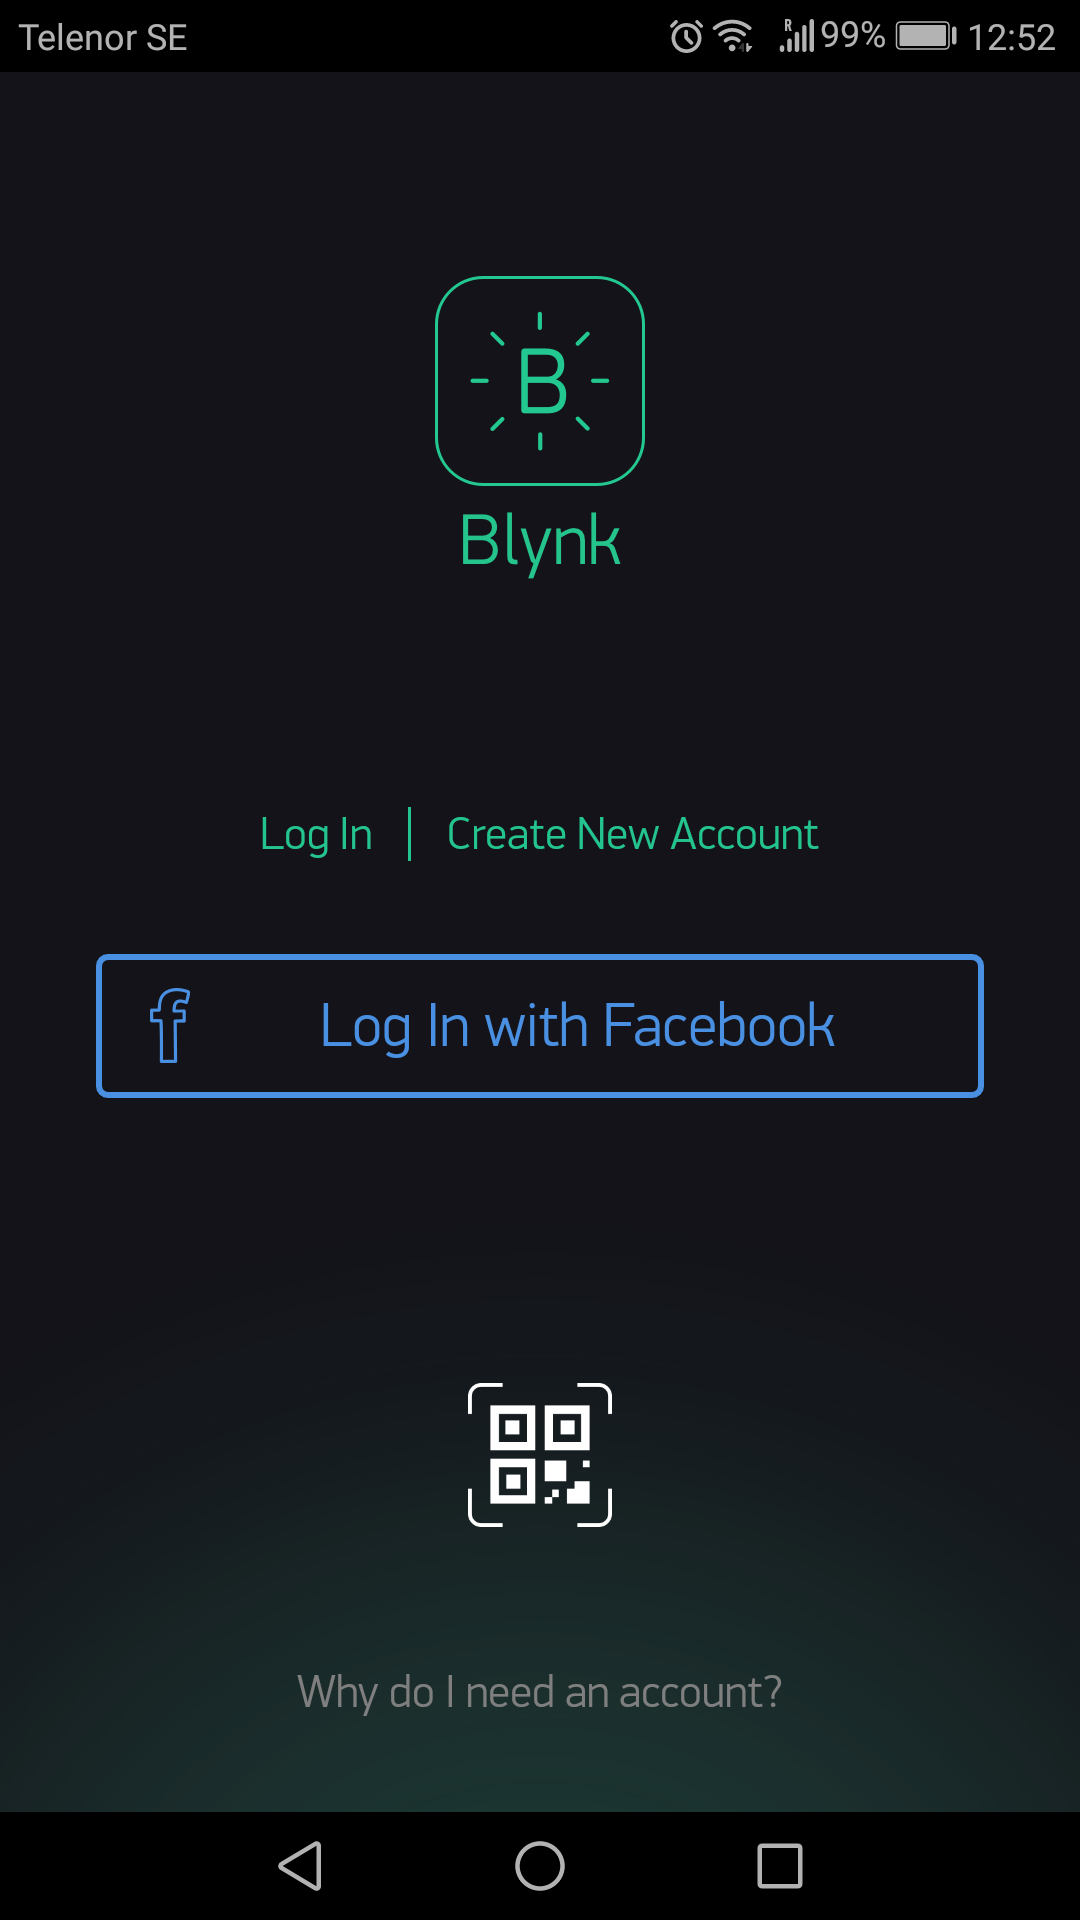 Telenor SE R 99% 12:52
B
Blynk
Log In | Create New Account
f Log In with Facebook
Why do I need an account?